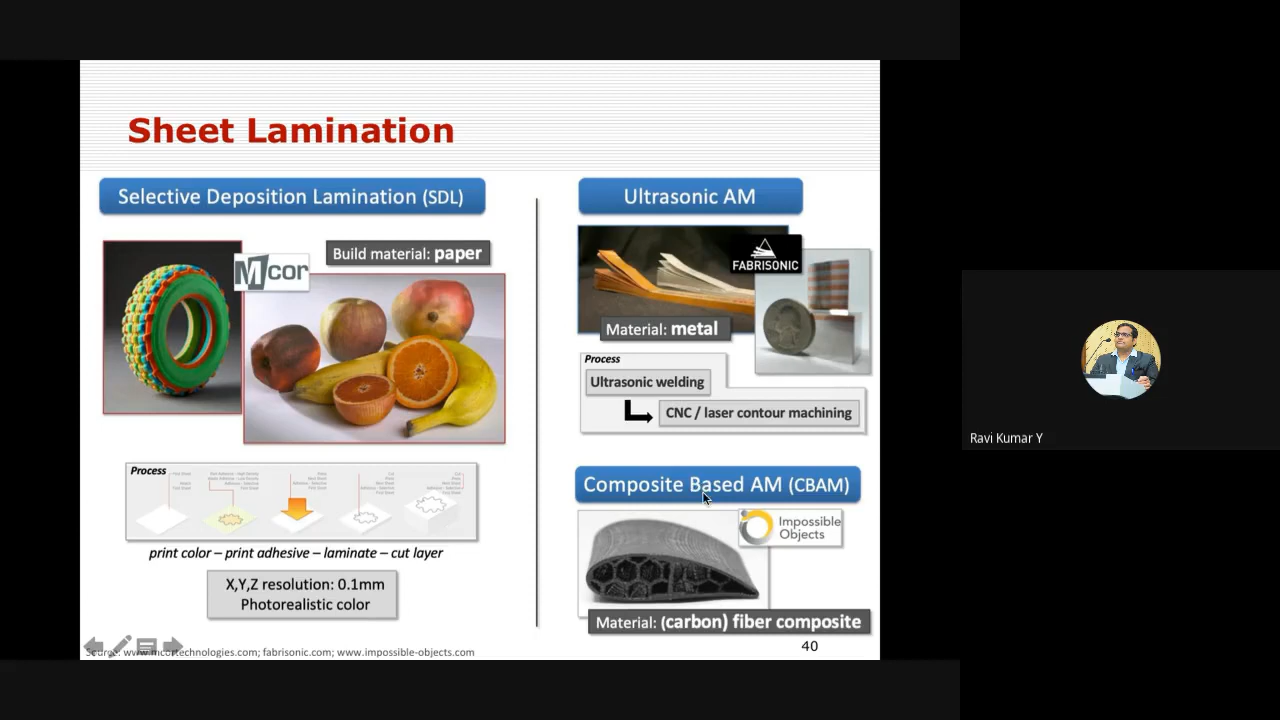 Sheet Lamination
Selective Deposition Lamination (SDL)
Mcor
Build material: paper
Process
print color – print adhesive – laminate – cut layer
X,Y,Z resolution: 0.1mm
Photorealistic color
Ultrasonic AM
FABRISONIC
Material: metal
Process
Ultrasonic welding
CNC / laser contour machining
Composite Based AM (CBAM)
Impossible
Objects
Material: (carbon) fiber composite
Source: www.mcortechnologies.com; fabrisonic.com; www.impossible-objects.com
40
Ravi Kumar Y